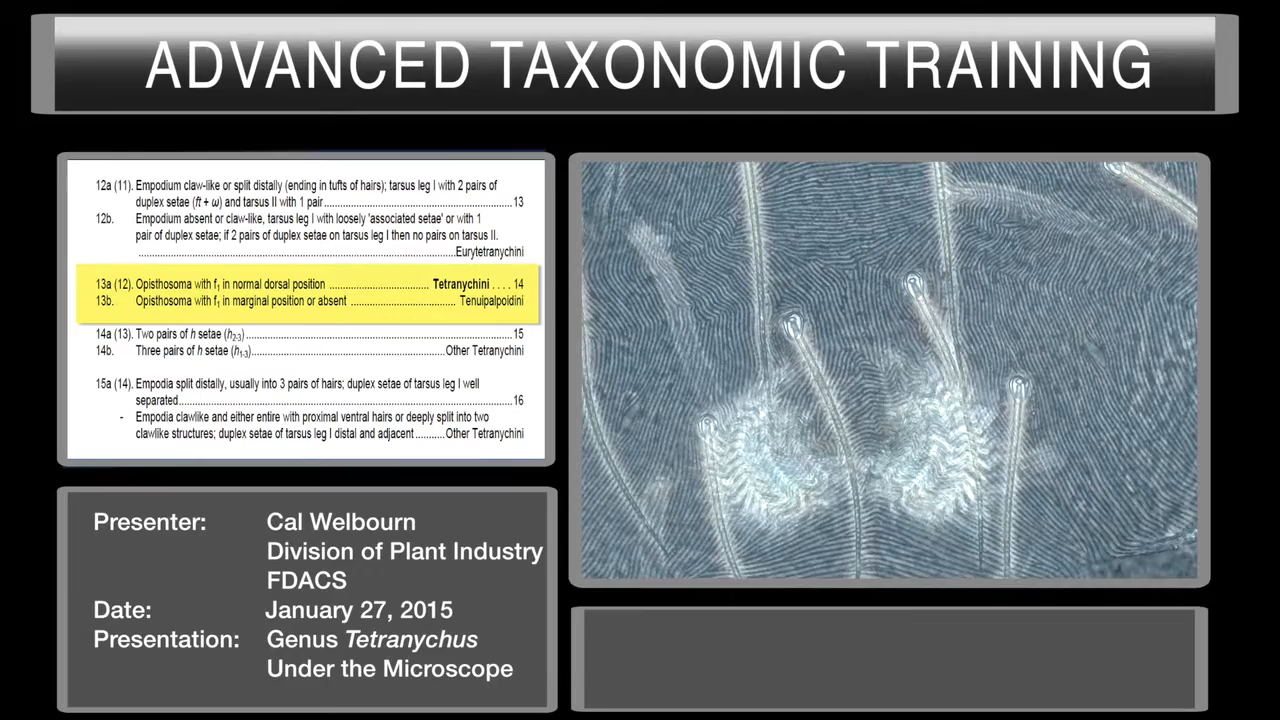 ADVANCED TAXONOMIC TRAINING
12a (11). Empodium claw-like or split distally (ending in tufts of hairs); tarsus leg I with 2 pairs of
duplex setae (ft + ω) and tarsus II with 1 pair..........13
12b. Empodium absent or claw-like, tarsus leg I with loosely 'associated setae' or with 1
pair of duplex setae; if 2 pairs of duplex setae on tarsus leg I then no pairs on tarsus II.
..........Eurytetranychini
13a (12). Opisthosoma with f1 in normal dorsal position .......... Tetranychini . . . . 14
13b. Opisthosoma with f1 in marginal position or absent .......... Tenuipalpoidini
14a (13). Two pairs of h setae (h2-3)..........15
14b. Three pairs of h setae (h1-3)..........Other Tetranychini
15a (14). Empodia split distally, usually into 3 pairs of hairs; duplex setae of tarsus leg I well
separated..........16
- Empodia clawlike and either entire with proximal ventral hairs or deeply split into two
clawlike structures; duplex setae of tarsus leg I distal and adjacent..........Other Tetranychini
Presenter: Cal Welbourn
Division of Plant Industry
FDACS
Date: January 27, 2015
Presentation: Genus Tetranychus
Under the Microscope